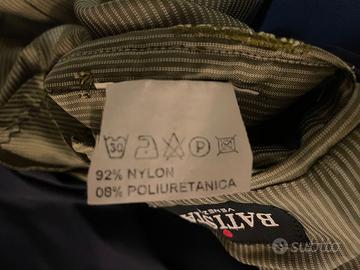 30
92% NYLON
08% POLIURETANICA
BATISTA
VENEZIA
subito